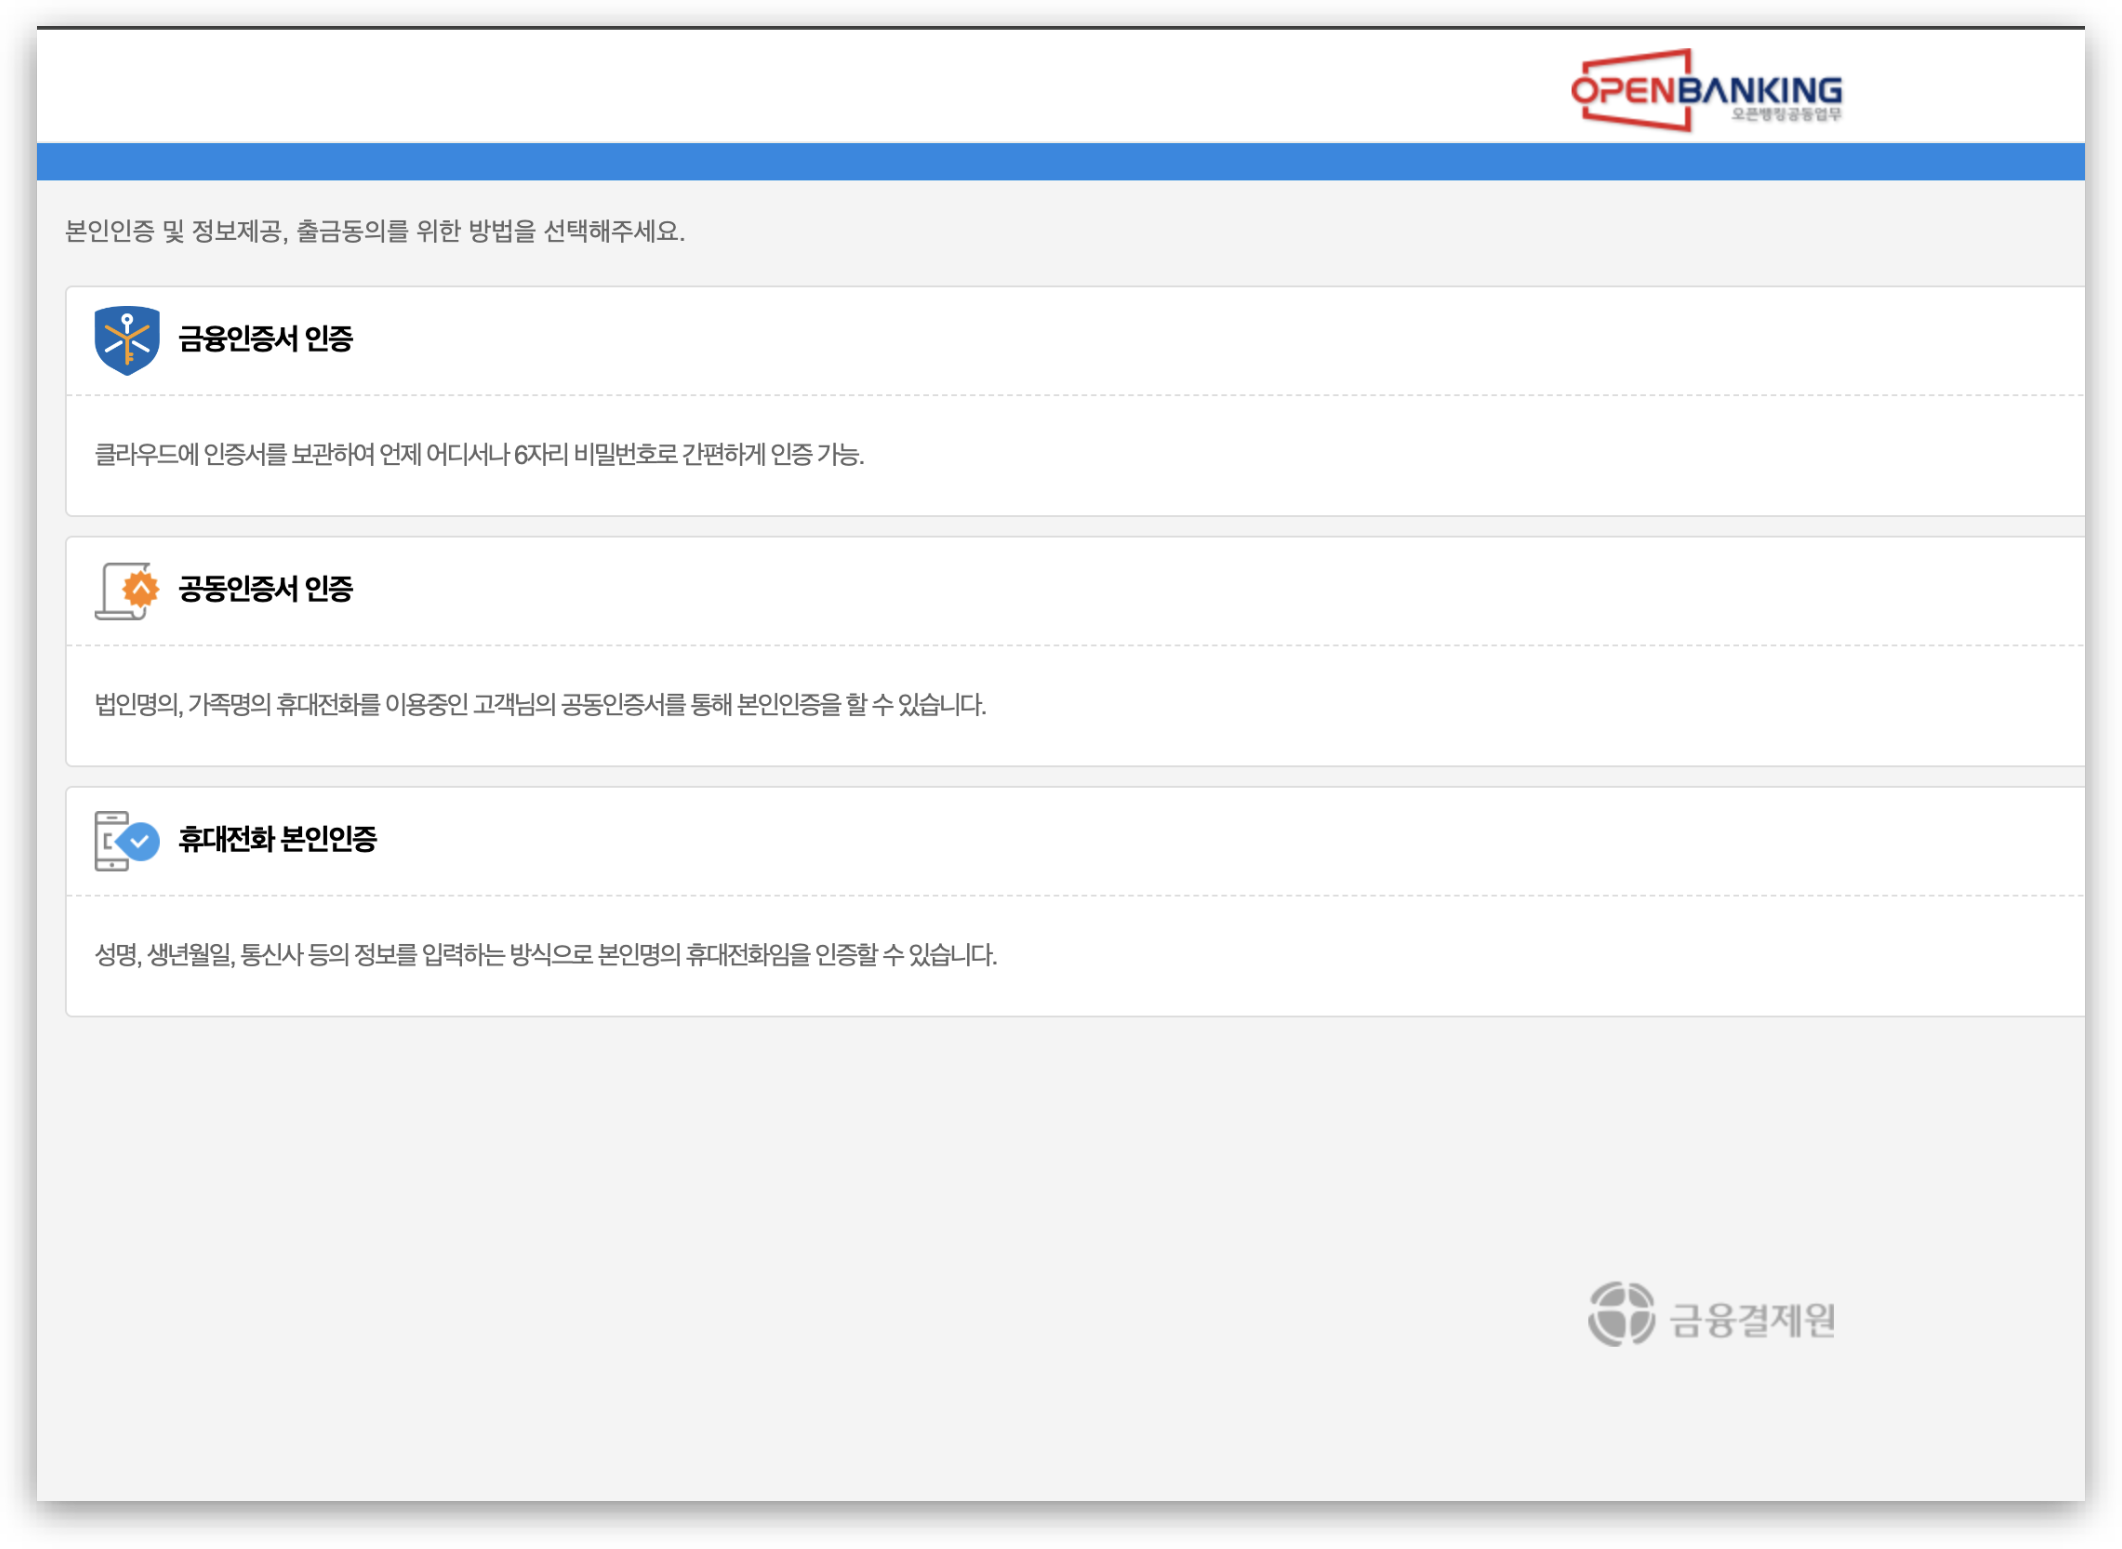 OPENBANKING
오픈뱅킹공동업무
본인인증 및 정보제공, 출금동의를 위한 방법을 선택해주세요.
금융인증서 인증
클라우드에 인증서를 보관하여 언제 어디서나 6자리 비밀번호로 간편하게 인증 가능.
공동인증서 인증
법인명의, 가족명의 휴대전화를 이용중인 고객님의 공동인증서를 통해 본인인증을 할 수 있습니다.
휴대전화 본인인증
성명, 생년월일, 통신사 등의 정보를 입력하는 방식으로 본인명의 휴대전화임을 인증할 수 있습니다.
금융결제원